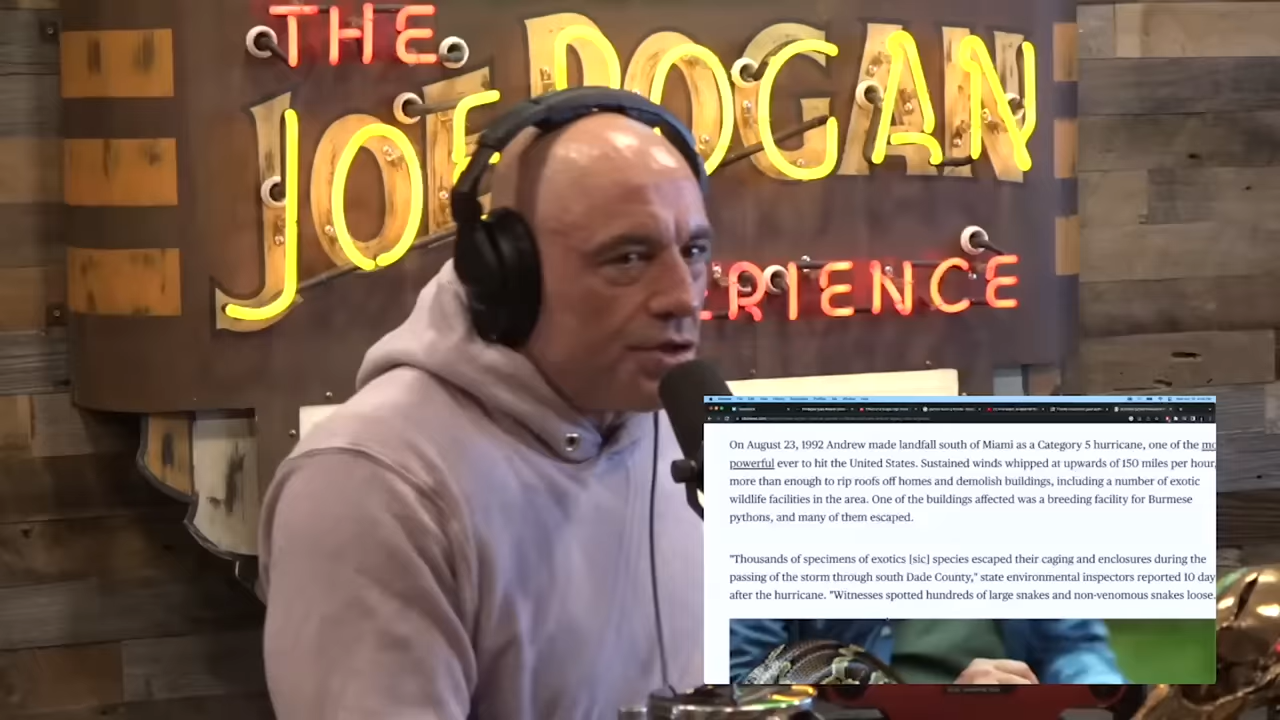 THE
JOE ROGAN
ERIENCE
On August 23, 1992 Andrew made landfall south of Miami as a Category 5 hurricane, one of the mo
powerful ever to hit the United States. Sustained winds whipped at upwards of 150 miles per hour,
more than enough to rip roofs off homes and demolish buildings, including a number of exotic
wildlife facilities in the area. One of the buildings affected was a breeding facility for Burmese
pythons, and many of them escaped.
"Thousands of specimens of exotics [sic] species escaped their caging and enclosures during the
passing of the storm through south Dade County," state environmental inspectors reported 10 day
after the hurricane. "Witnesses spotted hundreds of large snakes and non-venomous snakes loose.